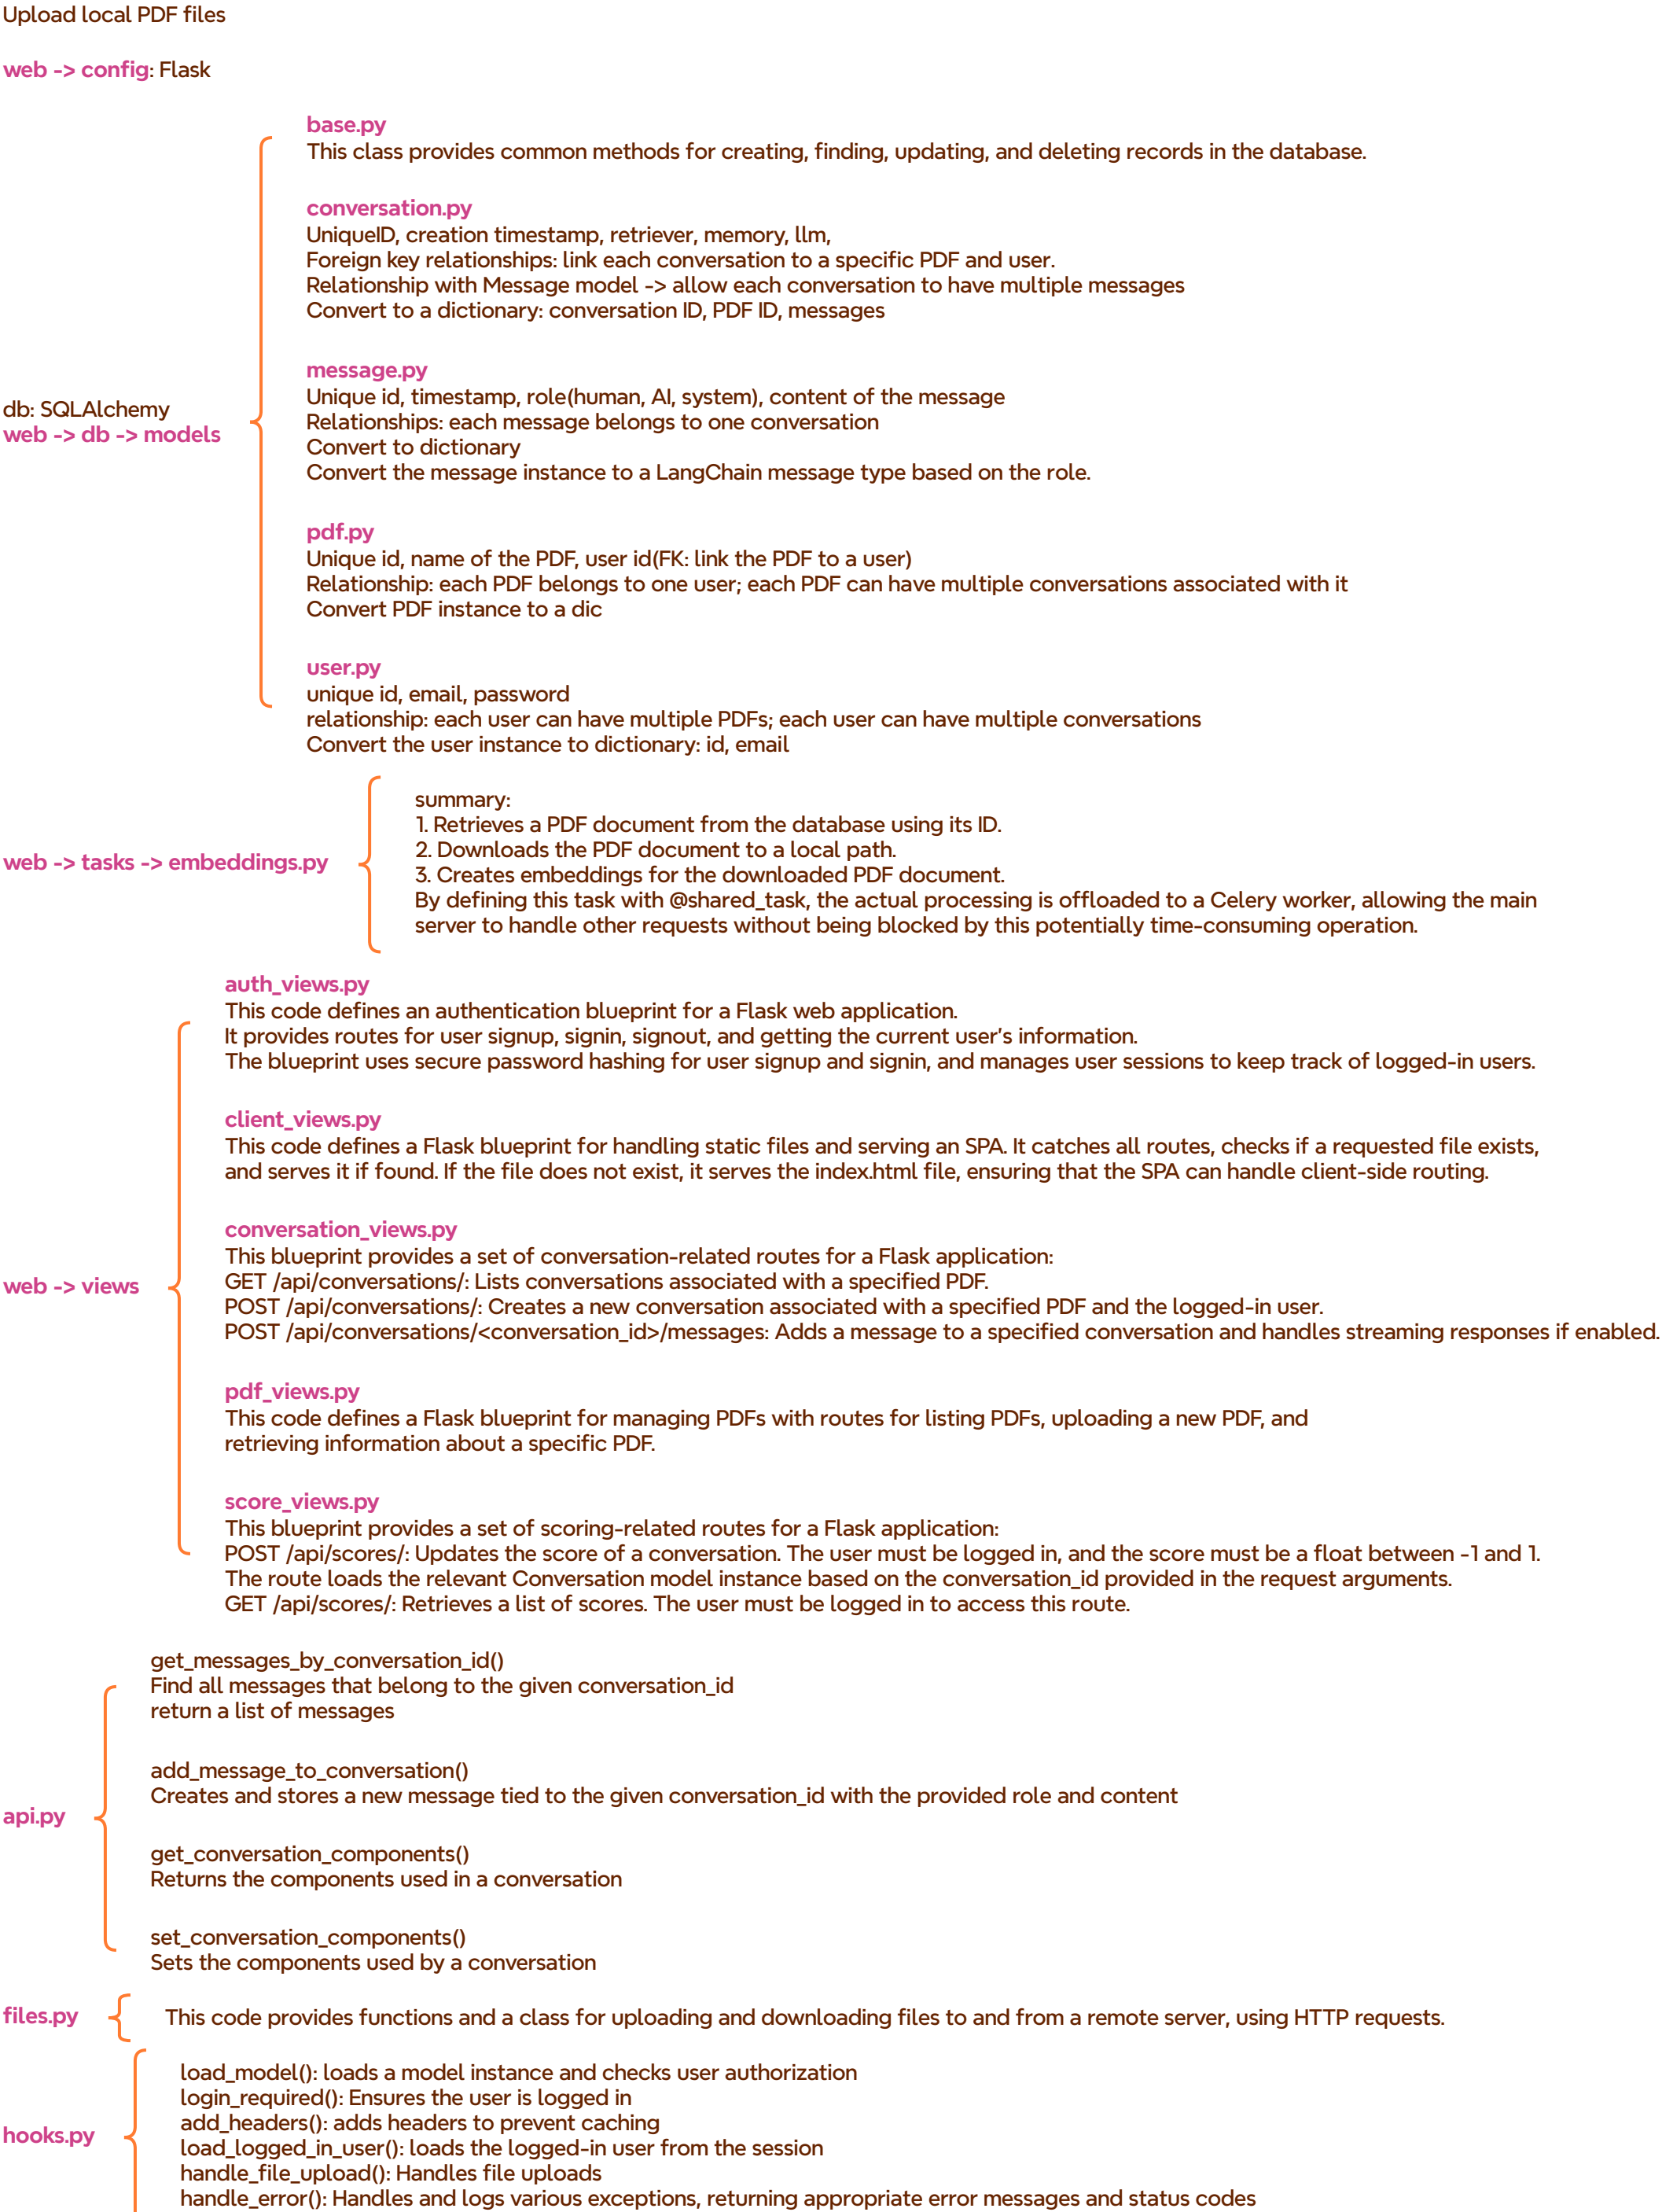 Upload local PDF files
web -> config: Flask
base.py
This class provides common methods for creating, finding, updating, and deleting records in the database.
conversation.py
UniqueID, creation timestamp, retriever, memory, llm,
Foreign key relationships: link each conversation to a specific PDF and user.
Relationship with Message model -> allow each conversation to have multiple messages
Convert to a dictionary: conversation ID, PDF ID, messages
message.py
Unique id, timestamp, role(human, AI, system), content of the message
Relationships: each message belongs to one conversation
Convert to dictionary
Convert the message instance to a LangChain message type based on the role.
db: SQLAlchemy
web -> db -> models
pdf.py
Unique id, name of the PDF, user id(FK: link the PDF to a user)
Relationship: each PDF belongs to one user; each PDF can have multiple conversations associated with it
Convert PDF instance to a dic
user.py
unique id, email, password
relationship: each user can have multiple PDFs; each user can have multiple conversations
Convert the user instance to dictionary: id, email
web -> tasks -> embeddings.py
summary:
1. Retrieves a PDF document from the database using its ID.
2. Downloads the PDF document to a local path.
3. Creates embeddings for the downloaded PDF document.
By defining this task with @shared_task, the actual processing is offloaded to a Celery worker, allowing the main
server to handle other requests without being blocked by this potentially time-consuming operation.
web -> views
auth_views.py
This code defines an authentication blueprint for a Flask web application.
It provides routes for user signup, signin, signout, and getting the current user's information.
The blueprint uses secure password hashing for user signup and signin, and manages user sessions to keep track of logged-in users.
client_views.py
This code defines a Flask blueprint for handling static files and serving an SPA. It catches all routes, checks if a requested file exists,
and serves it if found. If the file does not exist, it serves the index.html file, ensuring that the SPA can handle client-side routing.
conversation_views.py
This blueprint provides a set of conversation-related routes for a Flask application:
GET /api/conversations/: Lists conversations associated with a specified PDF.
POST /api/conversations/: Creates a new conversation associated with a specified PDF and the logged-in user.
POST /api/conversations/<conversation_id>/messages: Adds a message to a specified conversation and handles streaming responses if enabled.
pdf_views.py
This code defines a Flask blueprint for managing PDFs with routes for listing PDFs, uploading a new PDF, and
retrieving information about a specific PDF.
score_views.py
This blueprint provides a set of scoring-related routes for a Flask application:
POST /api/scores/: Updates the score of a conversation. The user must be logged in, and the score must be a float between -1 and 1.
The route loads the relevant Conversation model instance based on the conversation_id provided in the request arguments.
GET /api/scores/: Retrieves a list of scores. The user must be logged in to access this route.
api.py
get_messages_by_conversation_id()
Find all messages that belong to the given conversation_id
return a list of messages
add_message_to_conversation()
Creates and stores a new message tied to the given conversation_id with the provided role and content
get_conversation_components()
Returns the components used in a conversation
set_conversation_components()
Sets the components used by a conversation
files.py
This code provides functions and a class for uploading and downloading files to and from a remote server, using HTTP requests.
hooks.py
load_model(): loads a model instance and checks user authorization
login_required(): Ensures the user is logged in
add_headers(): adds headers to prevent caching
load_logged_in_user(): loads the logged-in user from the session
handle_file_upload(): Handles file uploads
handle_error(): Handles and logs various exceptions, returning appropriate error messages and status codes